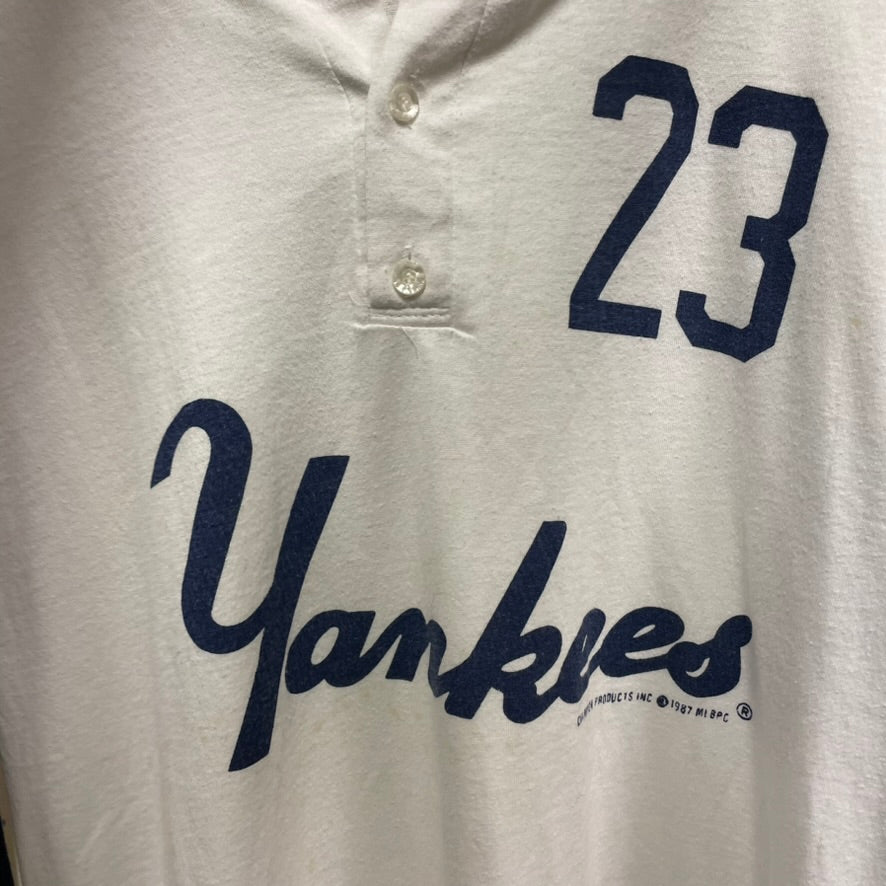 23
Yankees
PRODUCTS INC © 1987 MLBPC ®